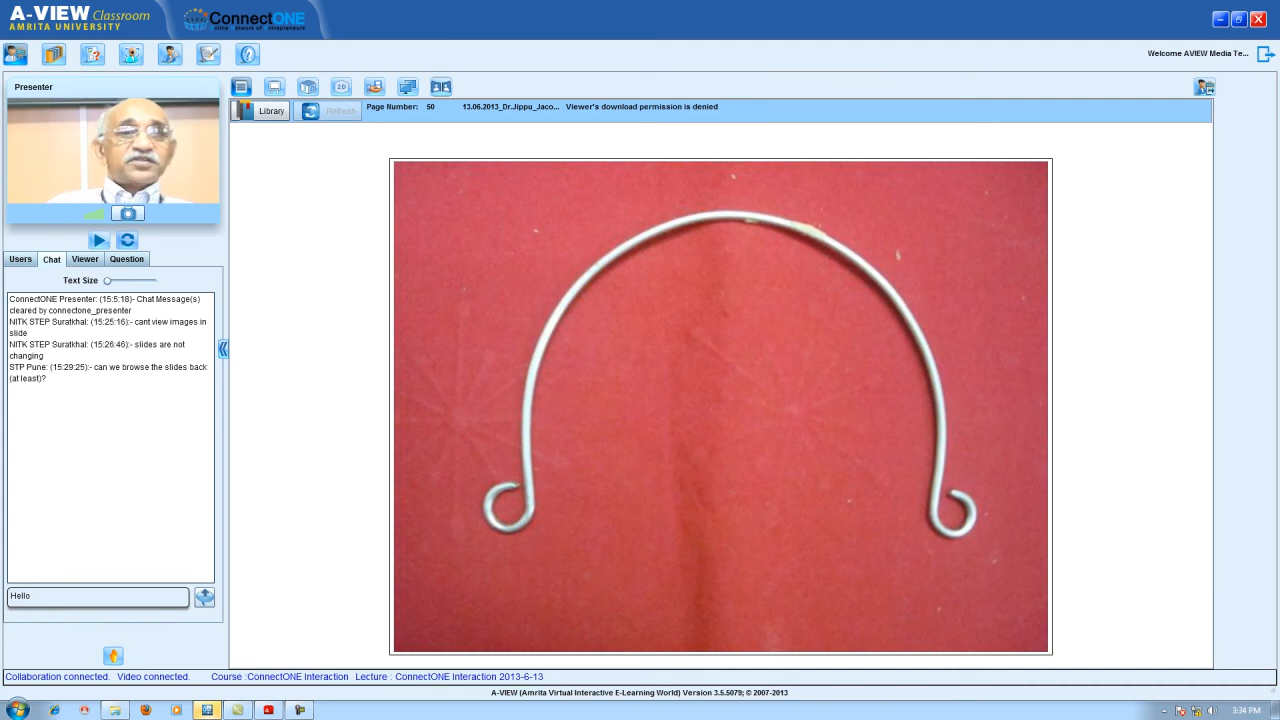 A-VIEW Classroom
AMRITA UNIVERSITY
ConnectONE
Welcome AVIEW Media Te...
Presenter
Library
Refresh
Page Number: 50
13.06.2013_Dr.Jippu_Jaco...
Viewer's download permission is denied
2D
Users
Chat
Viewer
Question
Text Size
ConnectONE Presenter: (15:5:18)- Chat Message(s)
cleared by connectone_presenter
NITK STEP Suratkhal: (15:25:16):- cant view images in
slide
NITK STEP Suratkhal: (15:26:46):- slides are not
changing
STP Pune: (15:29:25):- can we browse the slides back
(at least)?
Hello
Collaboration connected. Video connected. Course :ConnectONE Interaction Lecture : ConnectONE Interaction 2013-6-13
A-VIEW (Amrita Virtual Interactive E-Learning World) Version 3.5.5079; © 2007-2013
3:34 PM